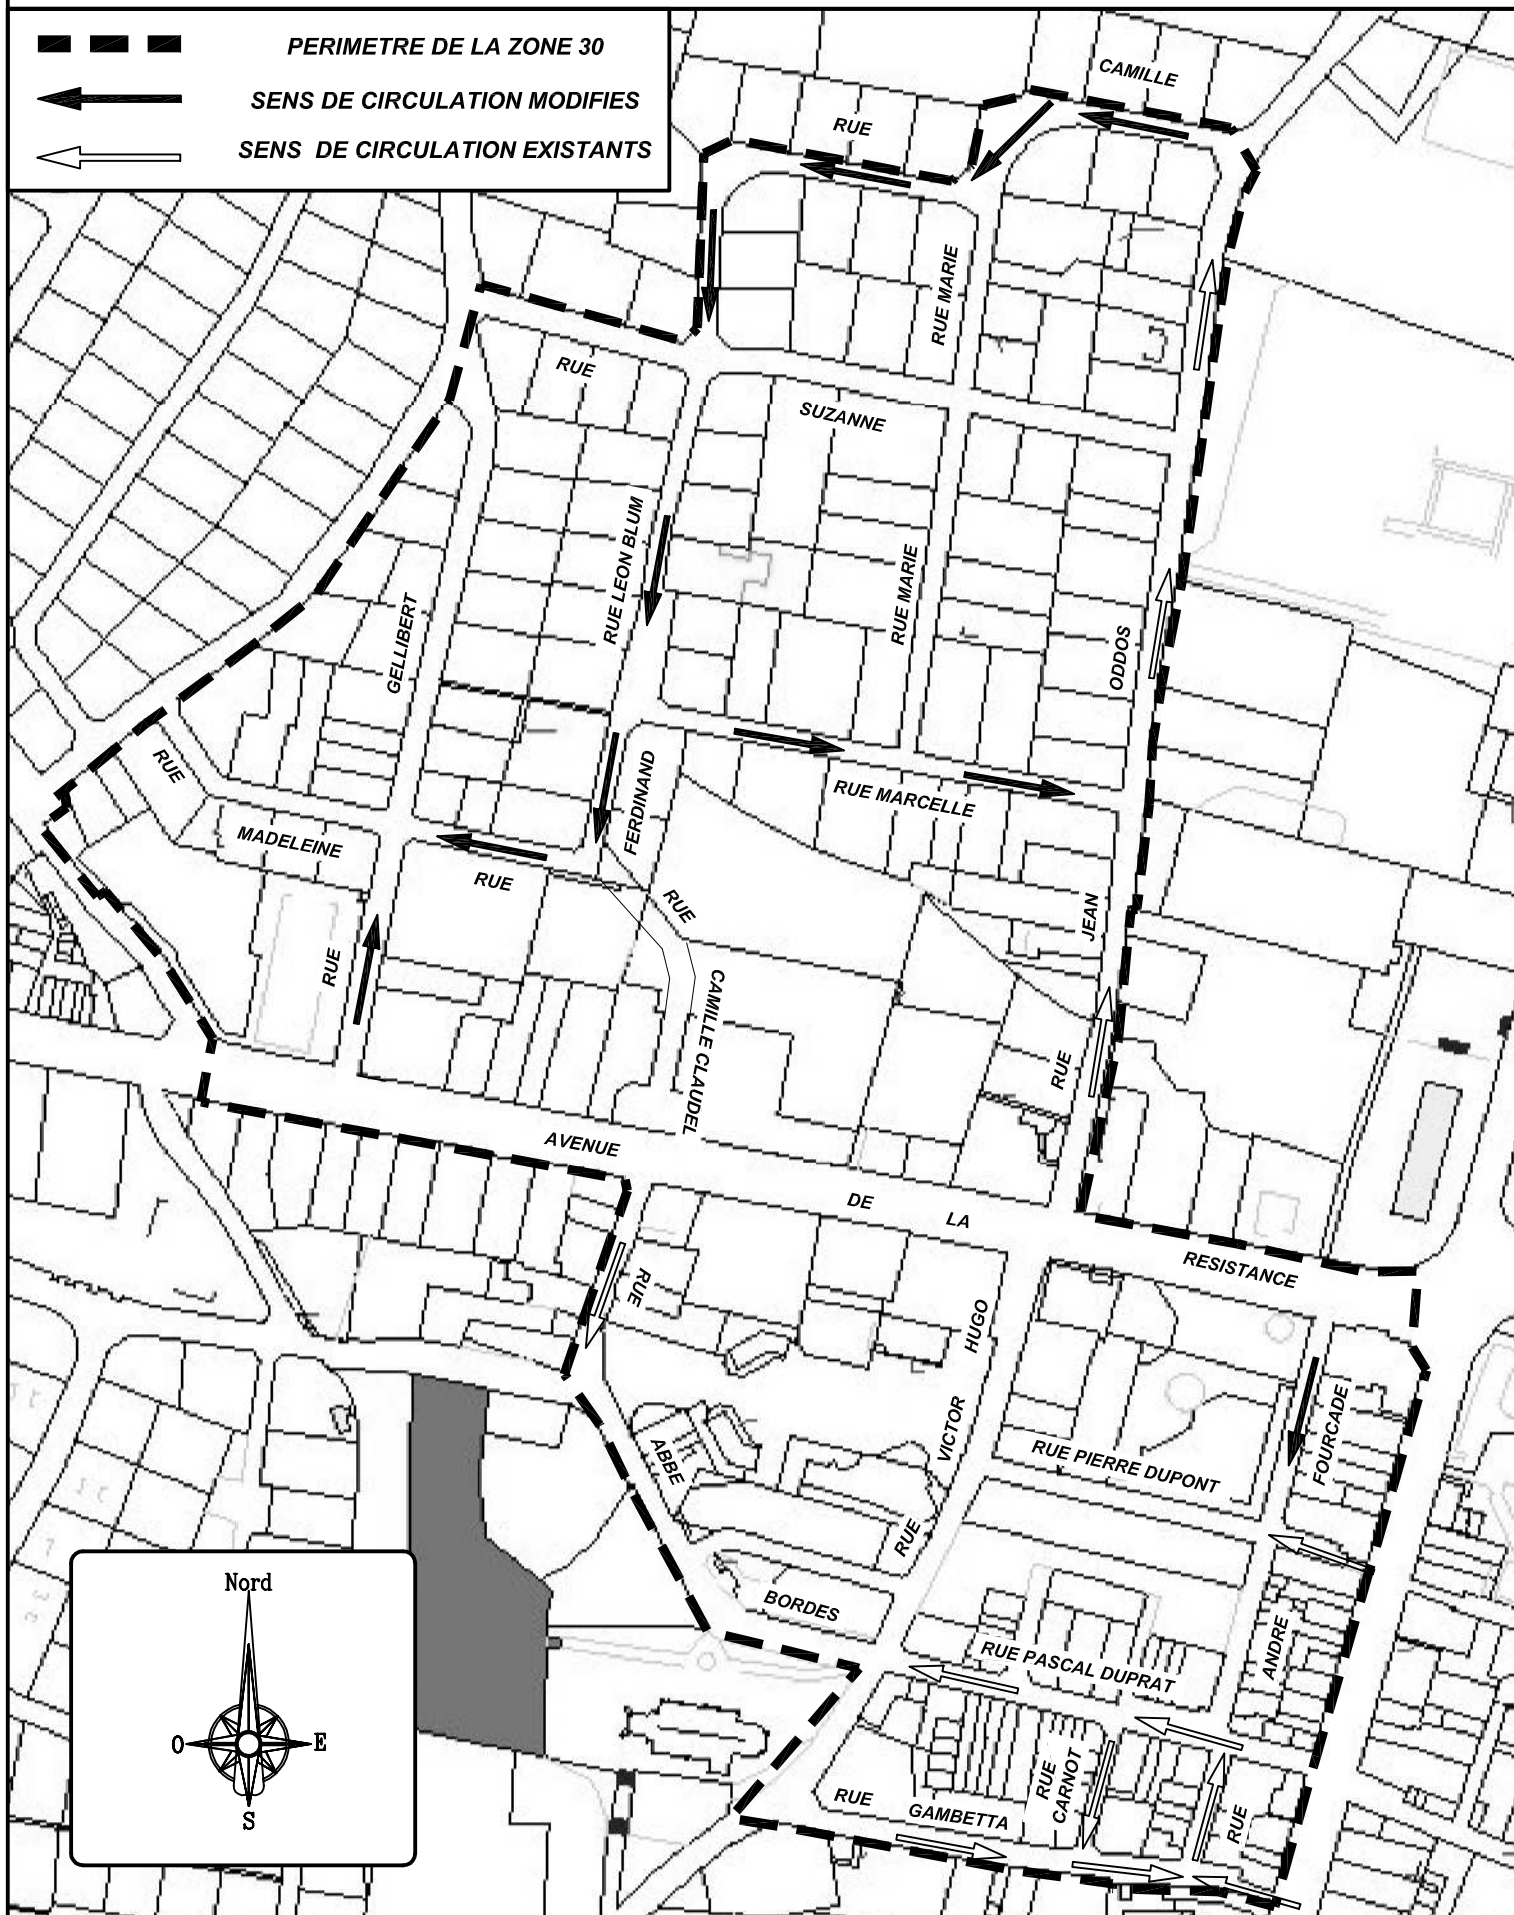 PERIMETRE DE LA ZONE 30
SENS DE CIRCULATION MODIFIES
SENS DE CIRCULATION EXISTANTS
CAMILLE
RUE
RUE MARIE
RUE
SUZANNE
RUE LEON BLUM
RUE MARIE
GELLIBERT
ODDOS
RUE
FERDINAND
RUE MARCELLE
MADELEINE
RUE
RUE
JEAN
RUE
CAMILLE CLAUDEL
RUE
AVENUE
DE
LA
RESISTANCE
RUE
HUGO
VICTOR
FOURCADE
ABBE
RUE PIERRE DUPONT
RUE
BORDES
ANDRE
RUE PASCAL DUPRAT
RUE
CARNOT
RUE
GAMBETTA
RUE
Nord
O
E
S